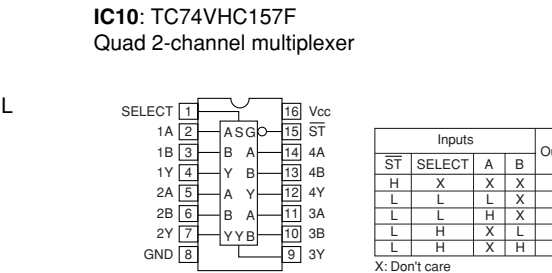 IC10: TC74VHC157F
Quad 2-channel multiplexer
L
SELECT 1 16 Vcc
1A 2 A S G 15 ST
1B 3 B A 14 4A
1Y 4 Y B 13 4B
2A 5 A Y 12 4Y
2B 6 B A 11 3A
2Y 7 Y Y B 10 3B
GND 8 9 3Y
Inputs
ST SELECT A B
H X X X
L L L X
L L H X
L H X L
L H X H
X: Don't care